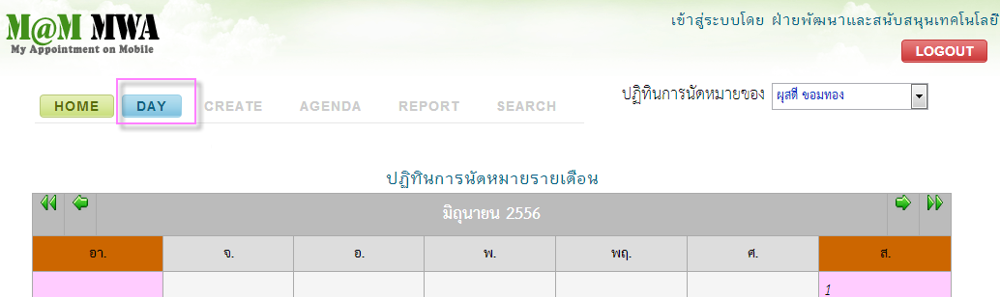 M@M MWA
My Appointment on Mobile
เข้าสู่ระบบโดย ฝ่ายพัฒนาและสนับสนุนเทคโนโลยี
LOGOUT
HOME DAY CREATE AGENDA REPORT SEARCH
ปฏิทินการนัดหมายของ ผุสดี ขอมทอง
ปฏิทินการนัดหมายรายเดือน
มิถุนายน 2556
อา. จ. อ. พ. พฤ. ศ. ส.
1